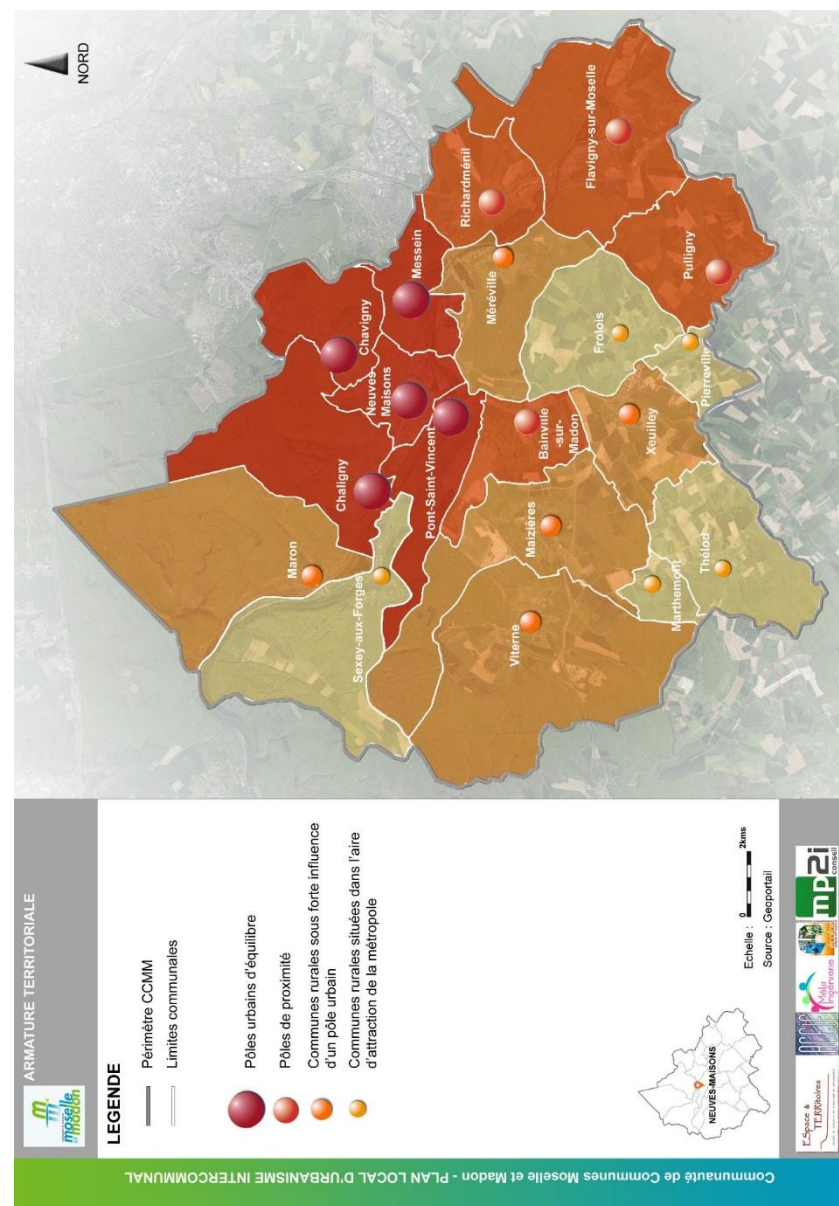 Communauté de Communes Moselle et Madon - PLAN LOCAL D'URBANISME INTERCOMMUNAL
moselle
madon
ARMATURE TERRITORIALE
LEGENDE
Périmètre CCMM
Limites communales
Pôles urbains d'équilibre
Pôles de proximité
Communes rurales sous forte influence
d'un pôle urbain
Communes rurales situées dans l'aire
d'attraction de la métropole
NEUVES-MAISONS
Echelle :
0
2kms
Source : Geoportail
ESpace &
TERRitoires
Ingénierie
mp2i
conseil
NORD
Maron
Sexey-aux-Forges
Chaligny
Chavigny
Neuves-
Maisons
Messein
Pont-Saint-Vincent
Richardménil
Méréville
Viterne
Maizières
Bainville
-sur-
Madon
Flavigny-sur-Moselle
Frolois
Xeuilley
Marthemont
Pierreville
Pulligny
Thélod